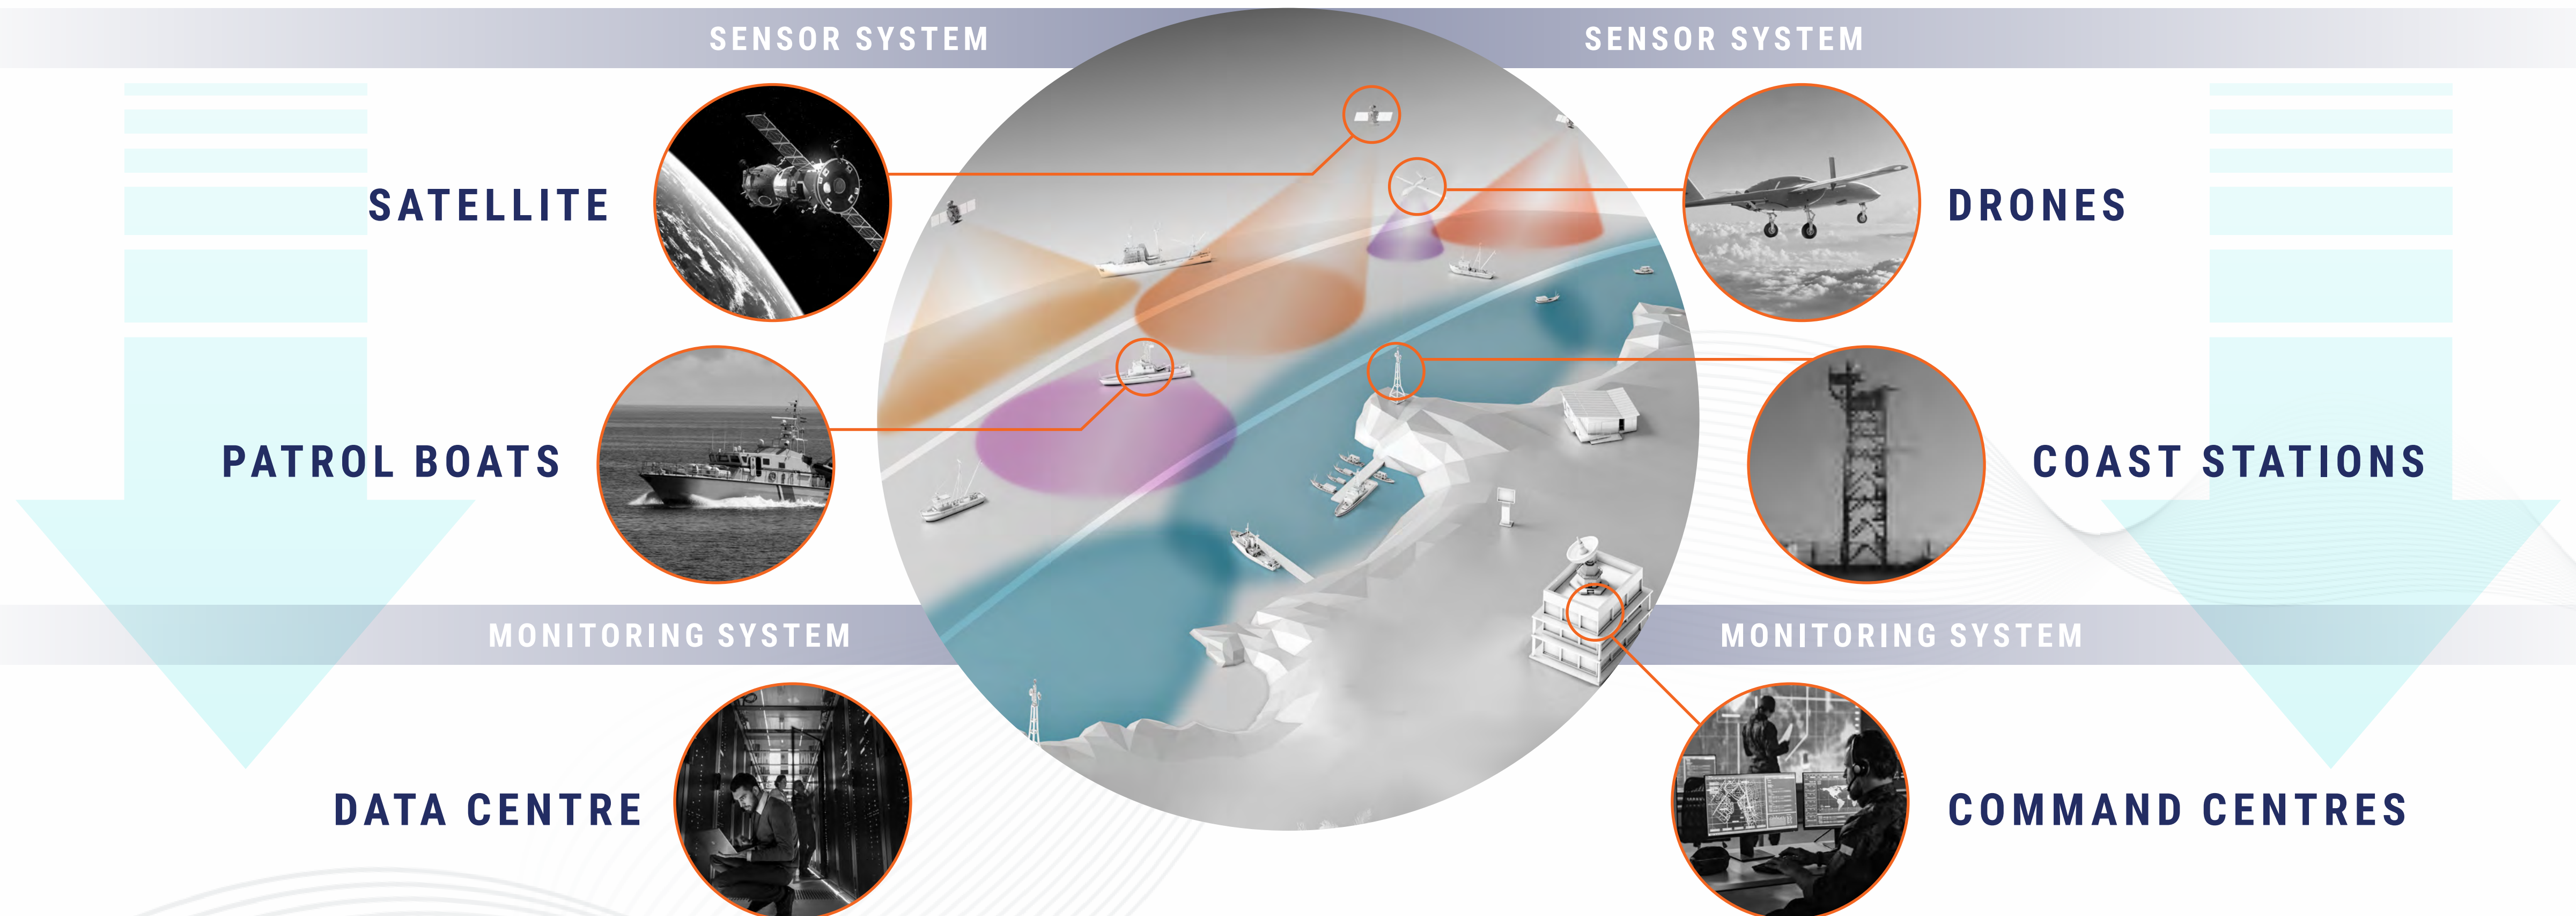 SENSOR SYSTEM
SENSOR SYSTEM
SATELLITE
DRONES
PATROL BOATS
COAST STATIONS
MONITORING SYSTEM
MONITORING SYSTEM
DATA CENTRE
COMMAND CENTRES